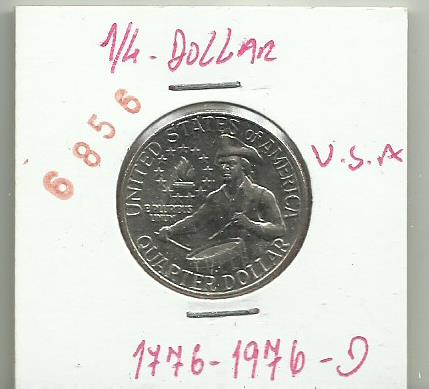 1/4. DOLLAR
6856
U.S.A
UNITED STATES of AMERICA
E PLURIBUS
UNUM
QUARTER DOLLAR
1776-1976-D